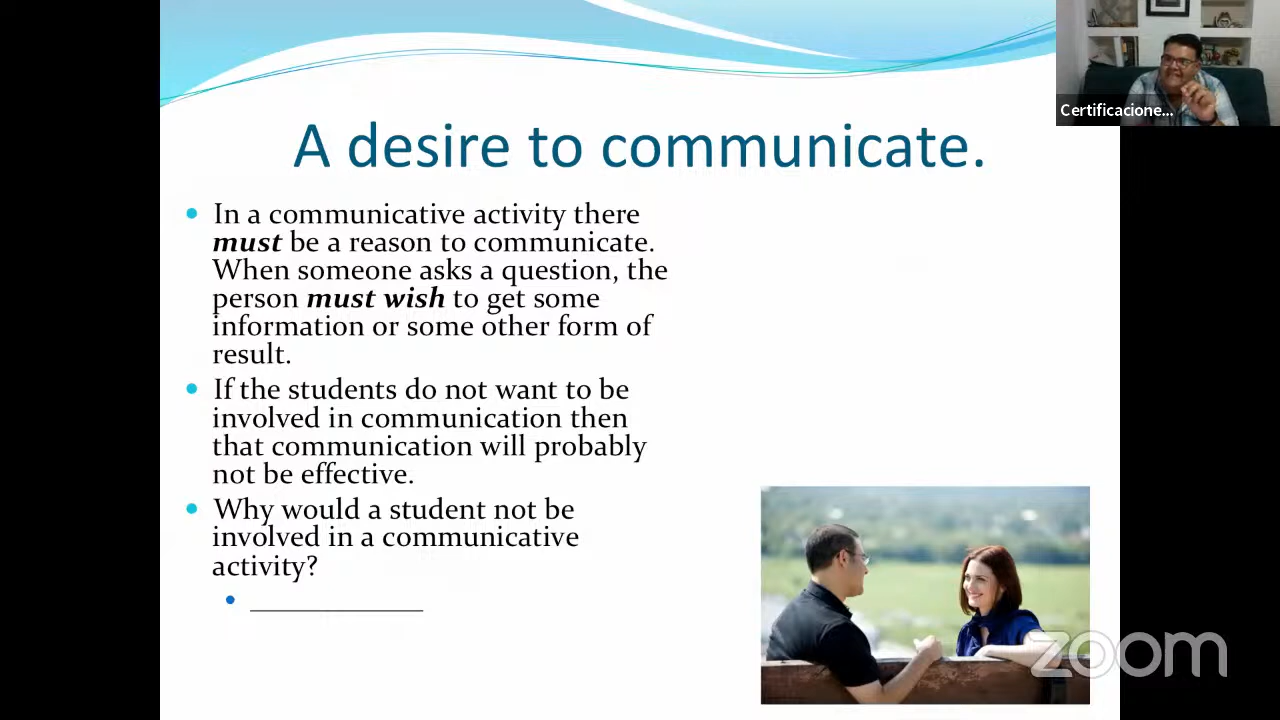 Certificacione...
A desire to communicate.
In a communicative activity there
must be a reason to communicate.
When someone asks a question, the
person must wish to get some
information or some other form of
result.
If the students do not want to be
involved in communication then
that communication will probably
not be effective.
Why would a student not be
involved in a communicative
activity?
_____________
zoom